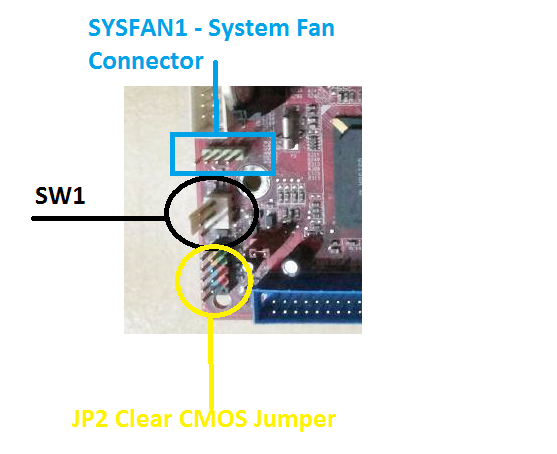 SYSFAN1 - System Fan
Connector
SW1
JP2 Clear CMOS Jumper